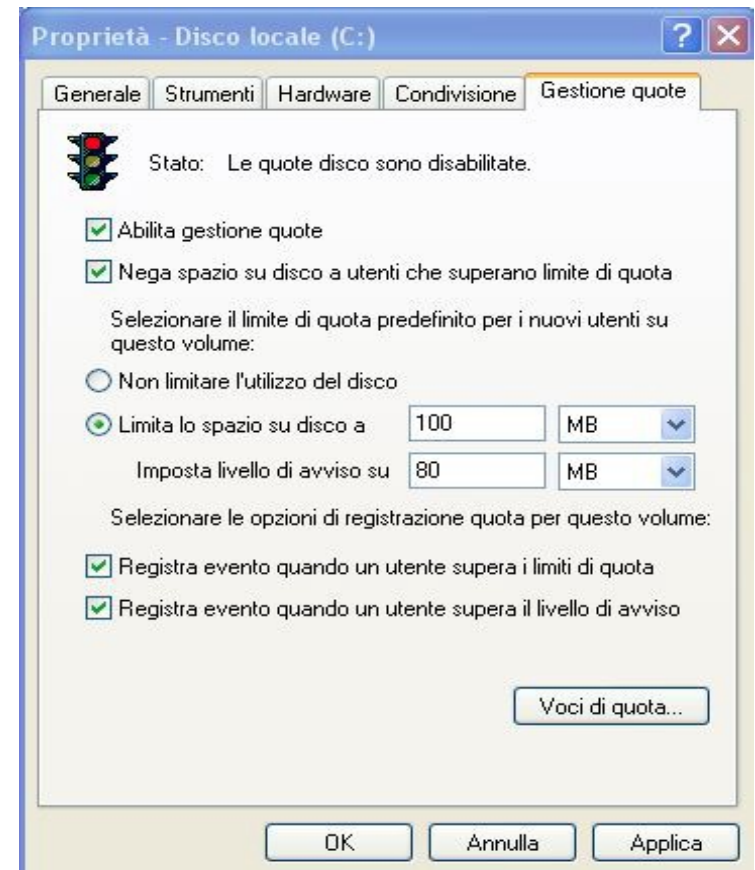 Proprietà - Disco locale (C:)
Generale Strumenti Hardware Condivisione Gestione quote
Stato: Le quote disco sono disabilitate.
Abilita gestione quote
Nega spazio su disco a utenti che superano limite di quota
Selezionare il limite di quota predefinito per i nuovi utenti su
questo volume:
Non limitare l'utilizzo del disco
Limita lo spazio su disco a 100 MB
Imposta livello di avviso su 80 MB
Selezionare le opzioni di registrazione quota per questo volume:
Registra evento quando un utente supera i limiti di quota
Registra evento quando un utente supera il livello di avviso
Voci di quota...
OK Annulla Applica